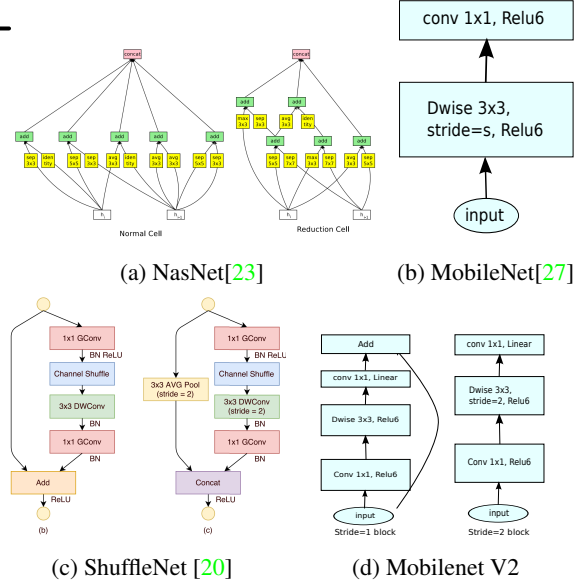 concat
add
add
add
add
add
sep 3x3
iden tity
sep 5x5
sep 3x3
avg 3x3
iden tity
avg 3x3
avg 3x3
sep 5x5
sep 3x3
Normal Cell
concat
add
add
max 3x3
sep 3x3
avg 3x3
iden tity
add
add
add
sep 5x5
sep 7x7
max 3x3
sep 7x7
avg 3x3
sep 5x5
Reduction Cell
(a) NasNet[23]
conv 1x1, Relu6
Dwise 3x3,
stride=s, Relu6
input
(b) MobileNet[27]
1x1 GConv
BN ReLU
Channel Shuffle
3x3 DWConv
BN
1x1 GConv
BN
Add
ReLU
(b)
3x3 AVG Pool
(stride = 2)
1x1 GConv
BN ReLU
Channel Shuffle
3x3 DWConv
(stride = 2)
BN
1x1 GConv
BN
Concat
ReLU
(c)
(c) ShuffleNet [20]
Add
conv 1x1, Linear
Dwise 3x3, Relu6
Conv 1x1, Relu6
input
Stride=1 block
conv 1x1, Linear
Dwise 3x3,
stride=2, Relu6
Conv 1x1, Relu6
input
Stride=2 block
(d) Mobilenet V2